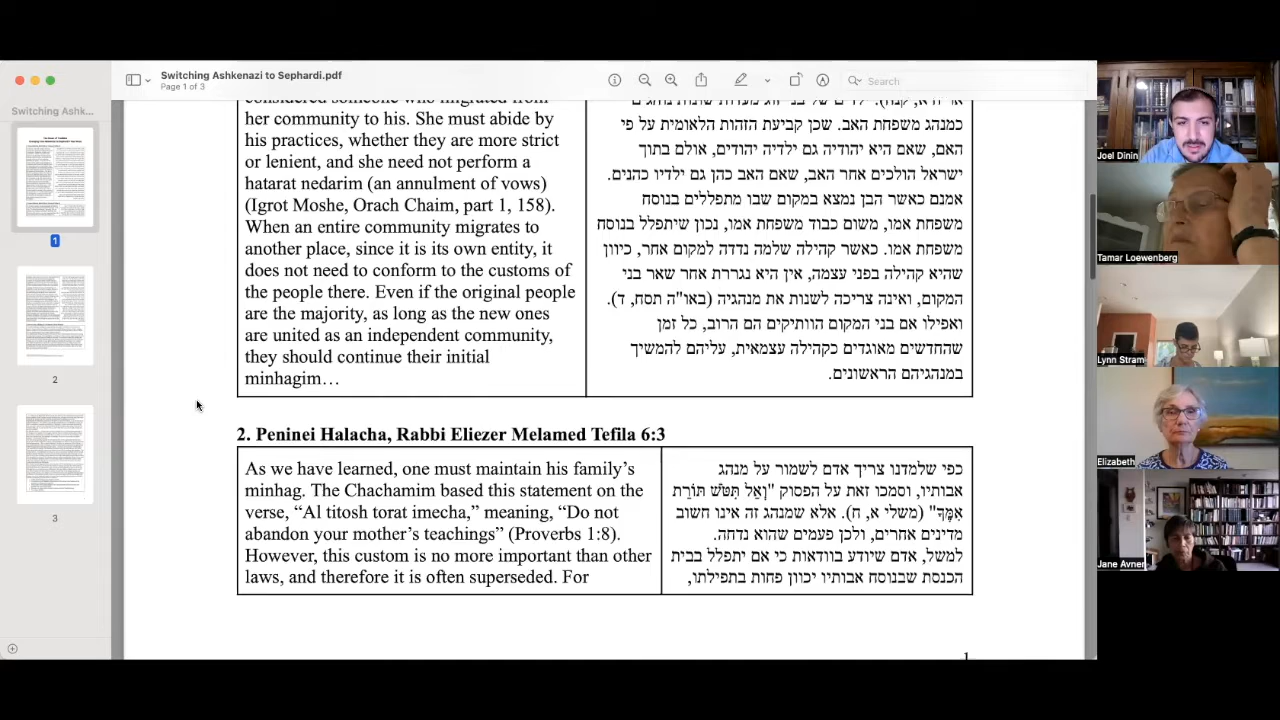 Switching Ashkenazi to Sephardi.pdf
Page 1 of 3
Search
Switching Ashk...
1
2
3
considered someone who migrated from
her community to his. She must abide by
his practices, whether they are more strict
or lenient, and she need not perform a
hatarat nedarim (an annulment of vows)
(Igrot Moshe, Orach Chaim, part 1, 158).
When an entire community migrates to
another place, since it is its own entity, it
does not need to conform to the customs of
the people there. Even if the original people
are the majority, as long as the new ones
are united as an independent community,
they should continue their initial
minhagim…
כמנהג משפחת האב. שכן קביעת הזהות הלאומית על פי
האם, שאם היא יהודיה גם ילדיה יהודים, אולם בתוך
ישראל הולכים אחר האב, שאם האב כהן גם ילדיו כהנים.
אמנם כאשר הבן נמצא במקום שבו מתפללים בנוסח
משפחת אמו, משום כבוד משפחת אמו, נכון שיתפלל בנוסח
משפחת אמו. כאשר קהילה שלמה נדדה למקום אחר, כיוון
שהיא קהילה בפני עצמה, אין היא נגררת אחר שאר בני
המקום, ואינה צריכה לשנות את מנהגה (באו"ה תסח, ד).
ואפילו אם בני המקום הוותיקים הם הרוב, כל זמן
שהחדשים מאוגדים כקהילה עצמאית, עליהם להמשיך
במנהגיהם הראשונים.
2. Peninei Halacha, Rabbi Eliezer Melamed Tefila 6:3
As we have learned, one must maintain his family's
minhag. The Chachamim based this statement on the
verse, “Al titosh torat imecha,” meaning, “Do not
abandon your mother's teachings” (Proverbs 1:8).
However, this custom is no more important than other
laws, and therefore it is often superseded. For
כפי שלמדנו צריך אדם לשמור על מנהג
אבותיו, וסמכו זאת על הפסוק "וְאַל תִּטֹּשׁ תּוֹרַת
אִמֶּךָ" (משלי א, ח). אלא שמנהג זה אינו חשוב
מדינים אחרים, ולכן פעמים שהוא נדחה.
למשל, אדם שיודע בוודאות כי אם יתפלל בבית
הכנסת שבנוסח אבותיו יכוון פחות בתפילתו,
1
Joel Dinin
Tamar Loewenberg
Lynn Stram
Elizabeth
Jane Avner